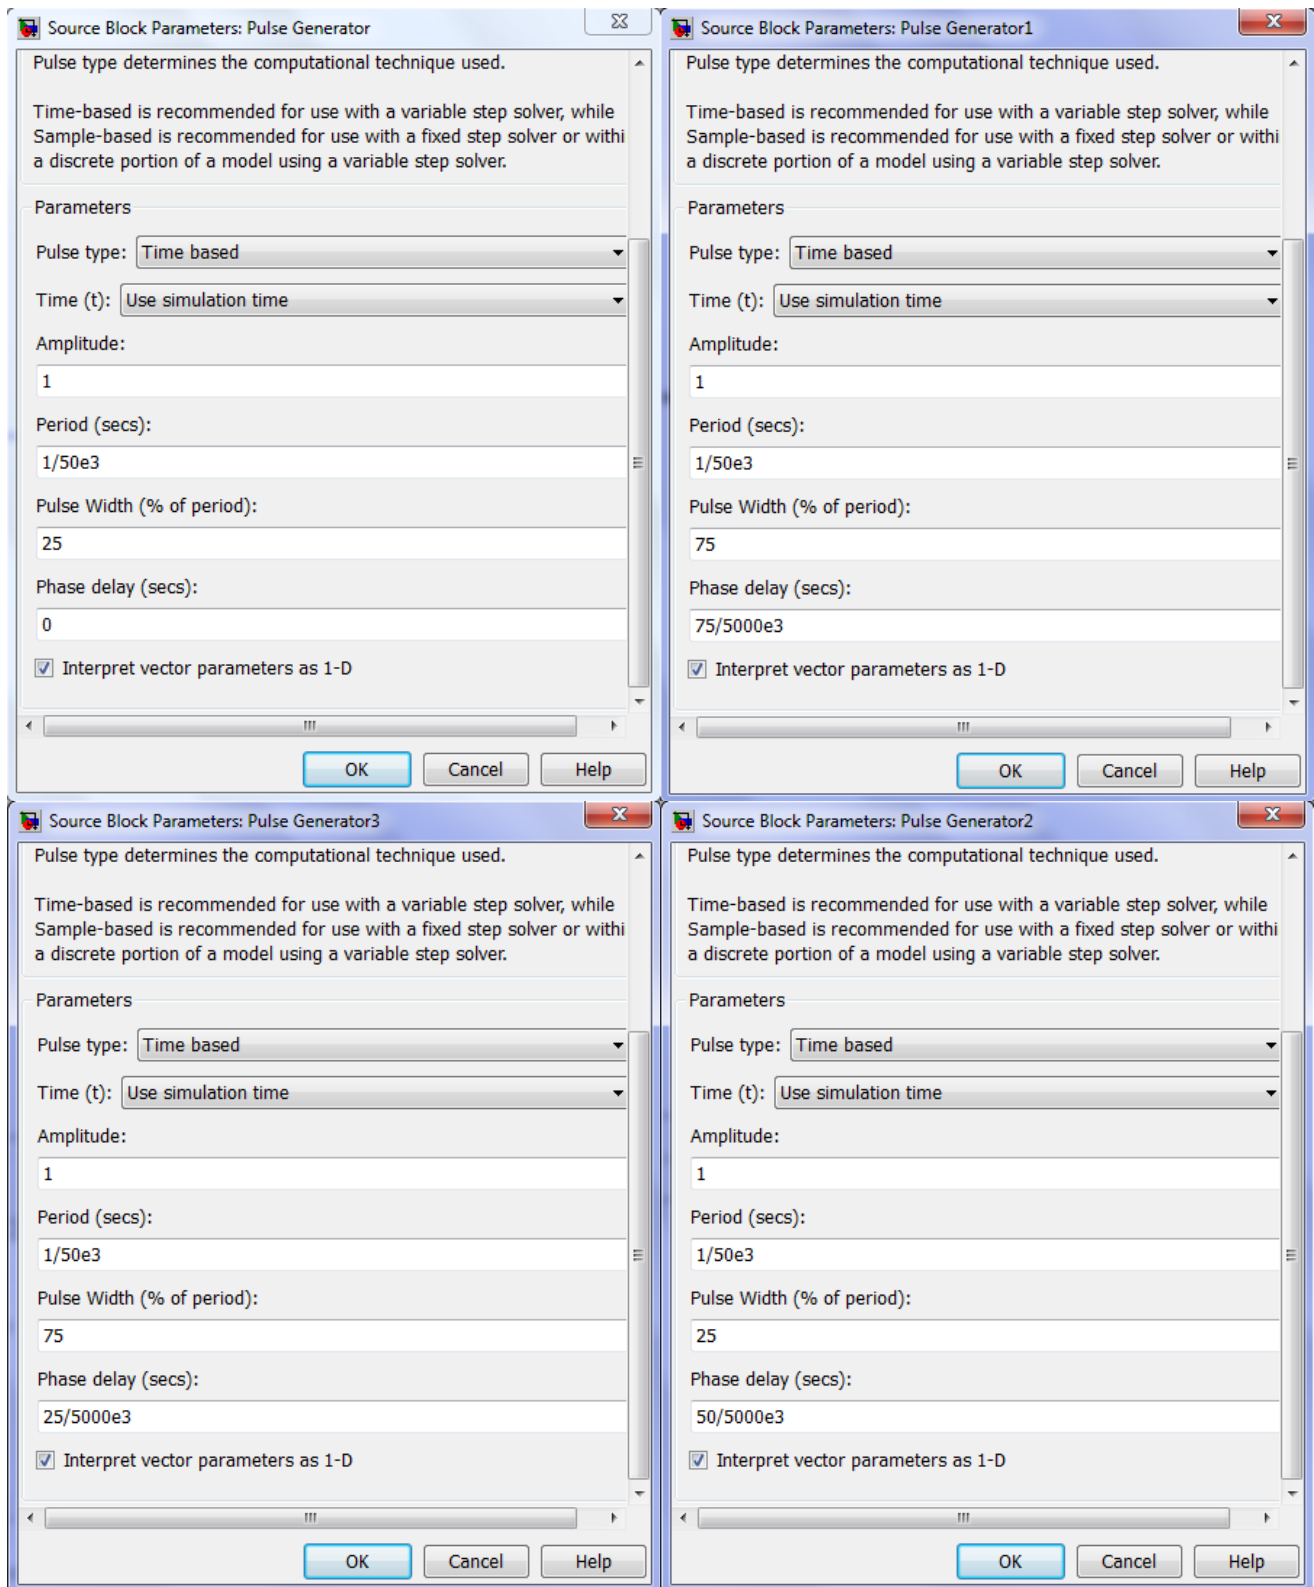 Source Block Parameters: Pulse Generator
Pulse type determines the computational technique used.
Time-based is recommended for use with a variable step solver, while
Sample-based is recommended for use with a fixed step solver or withi
a discrete portion of a model using a variable step solver.
Parameters
Pulse type: Time based
Time (t): Use simulation time
Amplitude:
1
Period (secs):
1/50e3
Pulse Width (% of period):
25
Phase delay (secs):
0
Interpret vector parameters as 1-D
OK Cancel Help
Source Block Parameters: Pulse Generator1
Pulse type determines the computational technique used.
Time-based is recommended for use with a variable step solver, while
Sample-based is recommended for use with a fixed step solver or withi
a discrete portion of a model using a variable step solver.
Parameters
Pulse type: Time based
Time (t): Use simulation time
Amplitude:
1
Period (secs):
1/50e3
Pulse Width (% of period):
75
Phase delay (secs):
75/5000e3
Interpret vector parameters as 1-D
OK Cancel Help
Source Block Parameters: Pulse Generator3
Pulse type determines the computational technique used.
Time-based is recommended for use with a variable step solver, while
Sample-based is recommended for use with a fixed step solver or withi
a discrete portion of a model using a variable step solver.
Parameters
Pulse type: Time based
Time (t): Use simulation time
Amplitude:
1
Period (secs):
1/50e3
Pulse Width (% of period):
75
Phase delay (secs):
25/5000e3
Interpret vector parameters as 1-D
OK Cancel Help
Source Block Parameters: Pulse Generator2
Pulse type determines the computational technique used.
Time-based is recommended for use with a variable step solver, while
Sample-based is recommended for use with a fixed step solver or withi
a discrete portion of a model using a variable step solver.
Parameters
Pulse type: Time based
Time (t): Use simulation time
Amplitude:
1
Period (secs):
1/50e3
Pulse Width (% of period):
25
Phase delay (secs):
50/5000e3
Interpret vector parameters as 1-D
OK Cancel Help